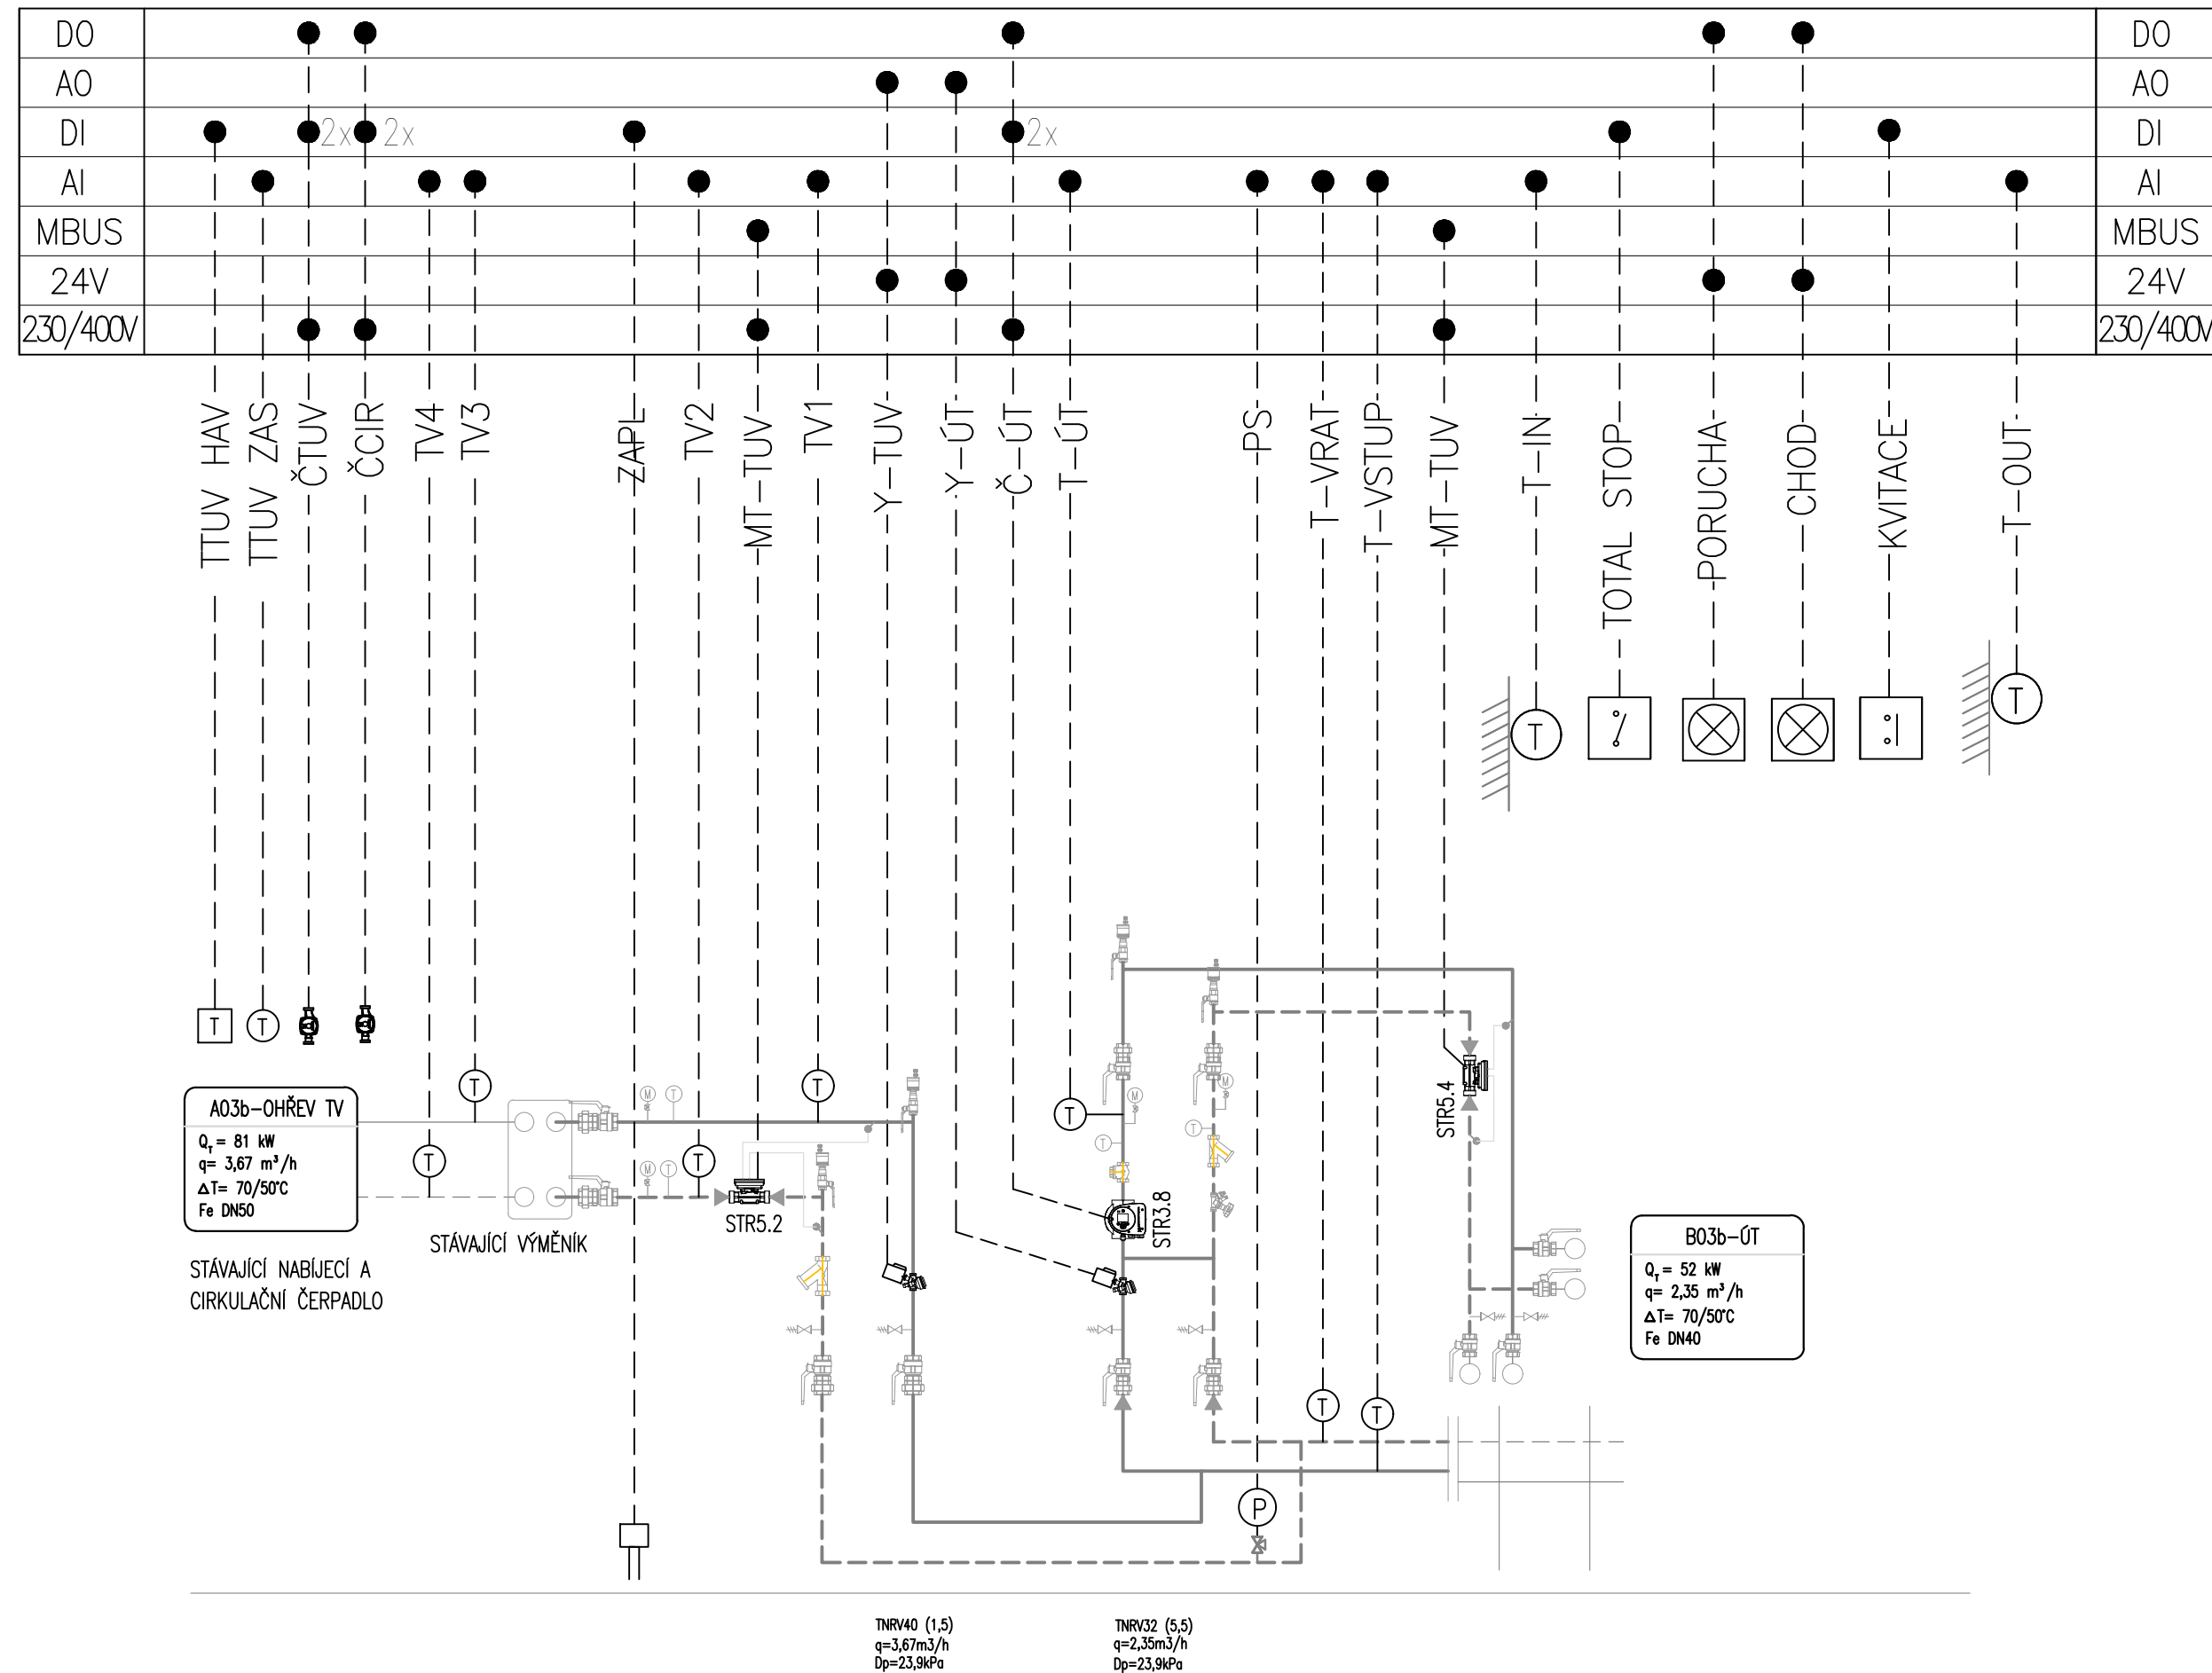 DO DO
AO AO
DI 2x 2x 2x DI
AI AI
MBUS MBUS
24V 24V
230/400V 230/400V
TTUV HAV
TTUV ZAS
ČTUV
ČCIR
TV4
TV3
ZAPL
TV2
MT-TUV
TV1
Y-TUV
Y-ÚT
Č-ÚT
T-ÚT
PS
T-VRAT
T-VSTUP
MT-TUV
T-IN
TOTAL STOP
PORUCHA
CHOD
KVITACE
T-OUT
T T T T T
T T
T T T T
M T
M T
M T
M T
T T
P
A03b-OHŘEV TV
QT= 81 kW
q= 3,67 m³/h
ΔT= 70/50°C
Fe DN50
STÁVAJÍCÍ NABÍJECÍ A
CIRKULAČNÍ ČERPADLO
STÁVAJÍCÍ VÝMĚNÍK
STR5.2
STR3.8
STR5.4
B03b-ÚT
QT= 52 kW
q= 2,35 m³/h
ΔT= 70/50°C
Fe DN40
TNRV40 (1,5)
q=3,67m3/h
Dp=23,9kPa
TNRV32 (5,5)
q=2,35m3/h
Dp=23,9kPa